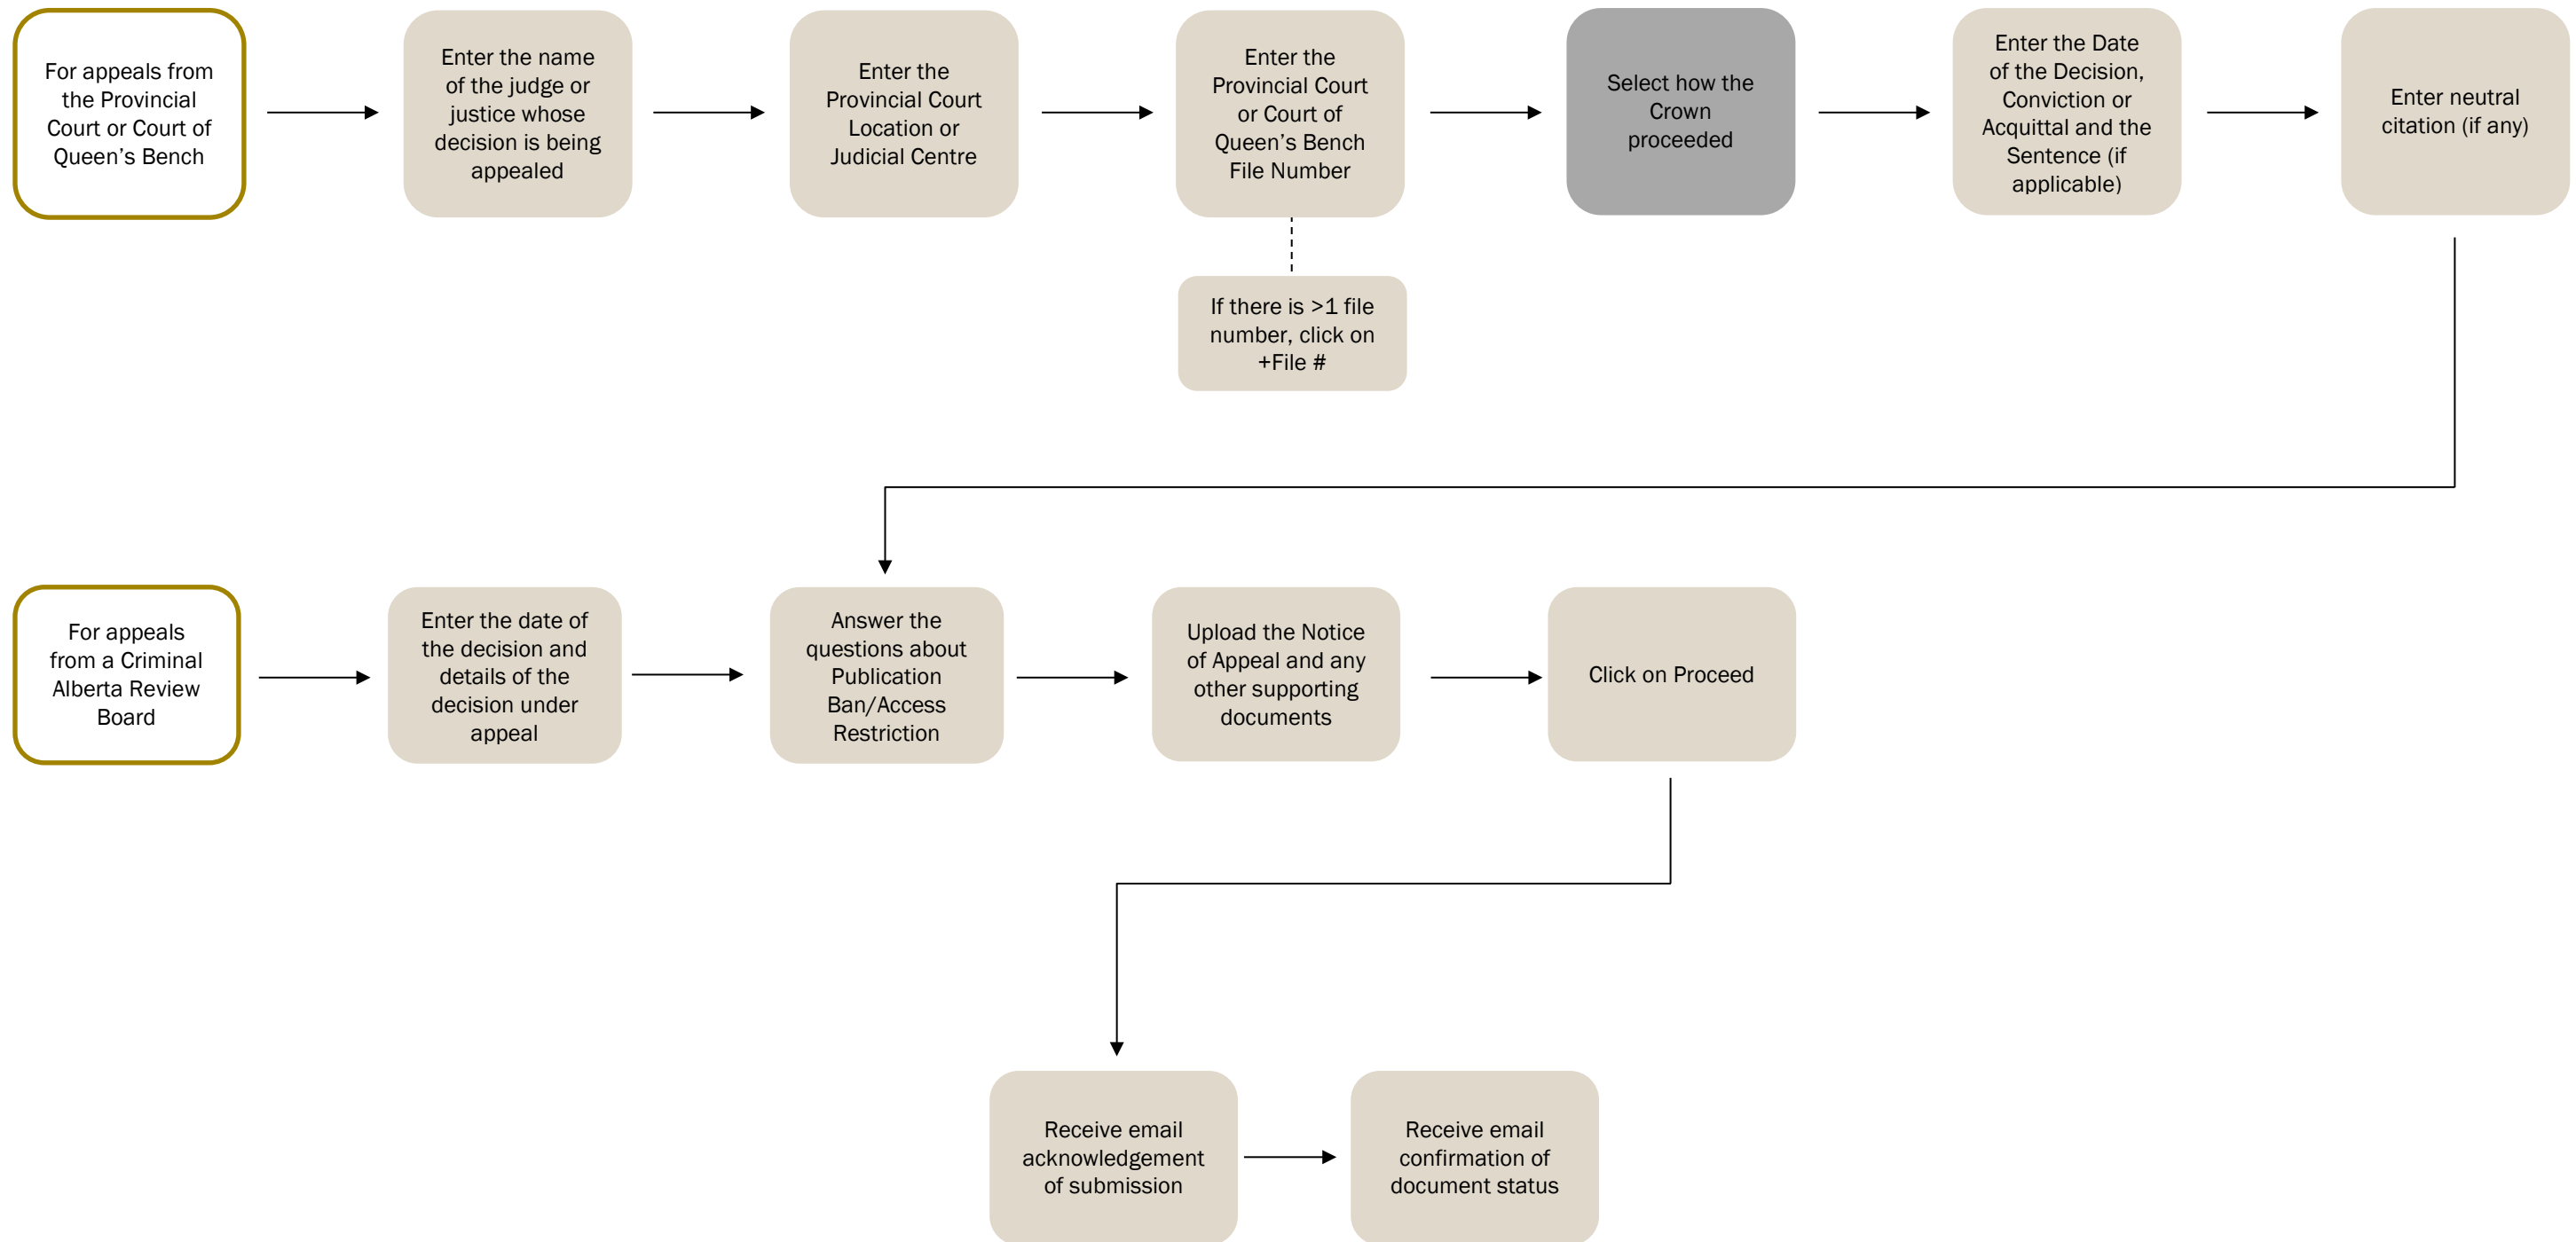 For appeals from
the Provincial
Court or Court of
Queen’s Bench
Enter the name
of the judge or
justice whose
decision is being
appealed
Enter the
Provincial Court
Location or
Judicial Centre
Enter the
Provincial Court
or Court of
Queen’s Bench
File Number
Select how the
Crown
proceeded
Enter the Date
of the Decision,
Conviction or
Acquittal and the
Sentence (if
applicable)
Enter neutral
citation (if any)
If there is >1 file
number, click on
+File #
For appeals
from a Criminal
Alberta Review
Board
Enter the date of
the decision and
details of the
decision under
appeal
Answer the
questions about
Publication
Ban/Access
Restriction
Upload the Notice
of Appeal and any
other supporting
documents
Click on Proceed
Receive email
acknowledgement
of submission
Receive email
confirmation of
document status